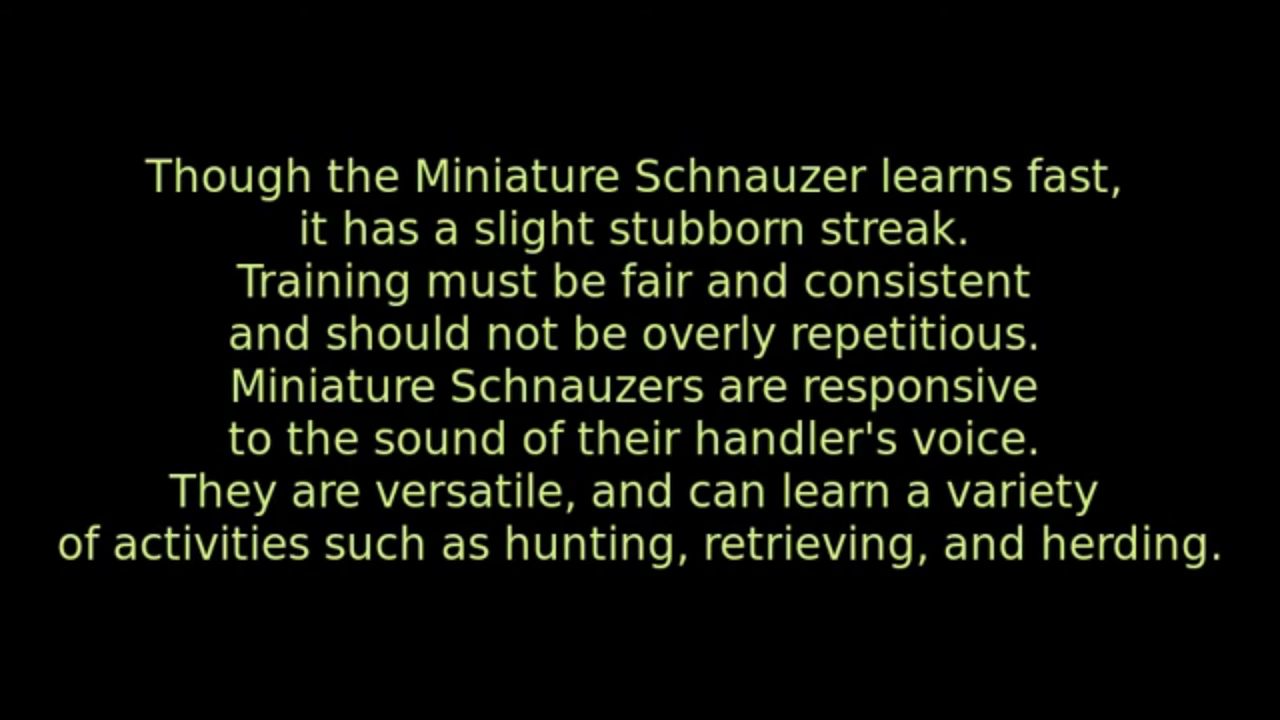 Though the Miniature Schnauzer learns fast,
it has a slight stubborn streak.
Training must be fair and consistent
and should not be overly repetitious.
Miniature Schnauzers are responsive
to the sound of their handler's voice.
They are versatile, and can learn a variety
of activities such as hunting, retrieving, and herding.